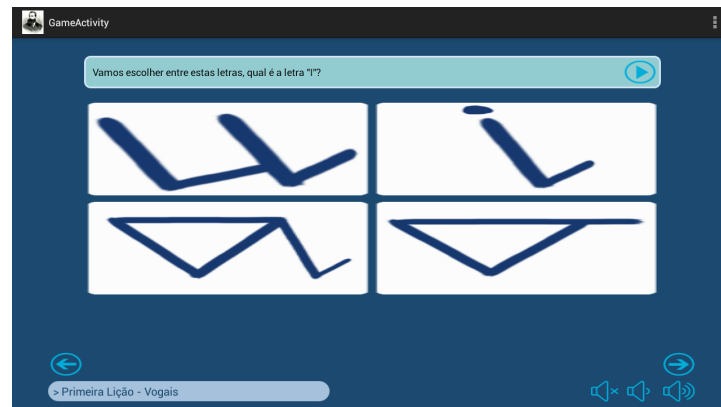 GameActivity
Vamos escolher entre estas letras, qual é a letra "I"?
u i
a o
> Primeira Lição - Vogais